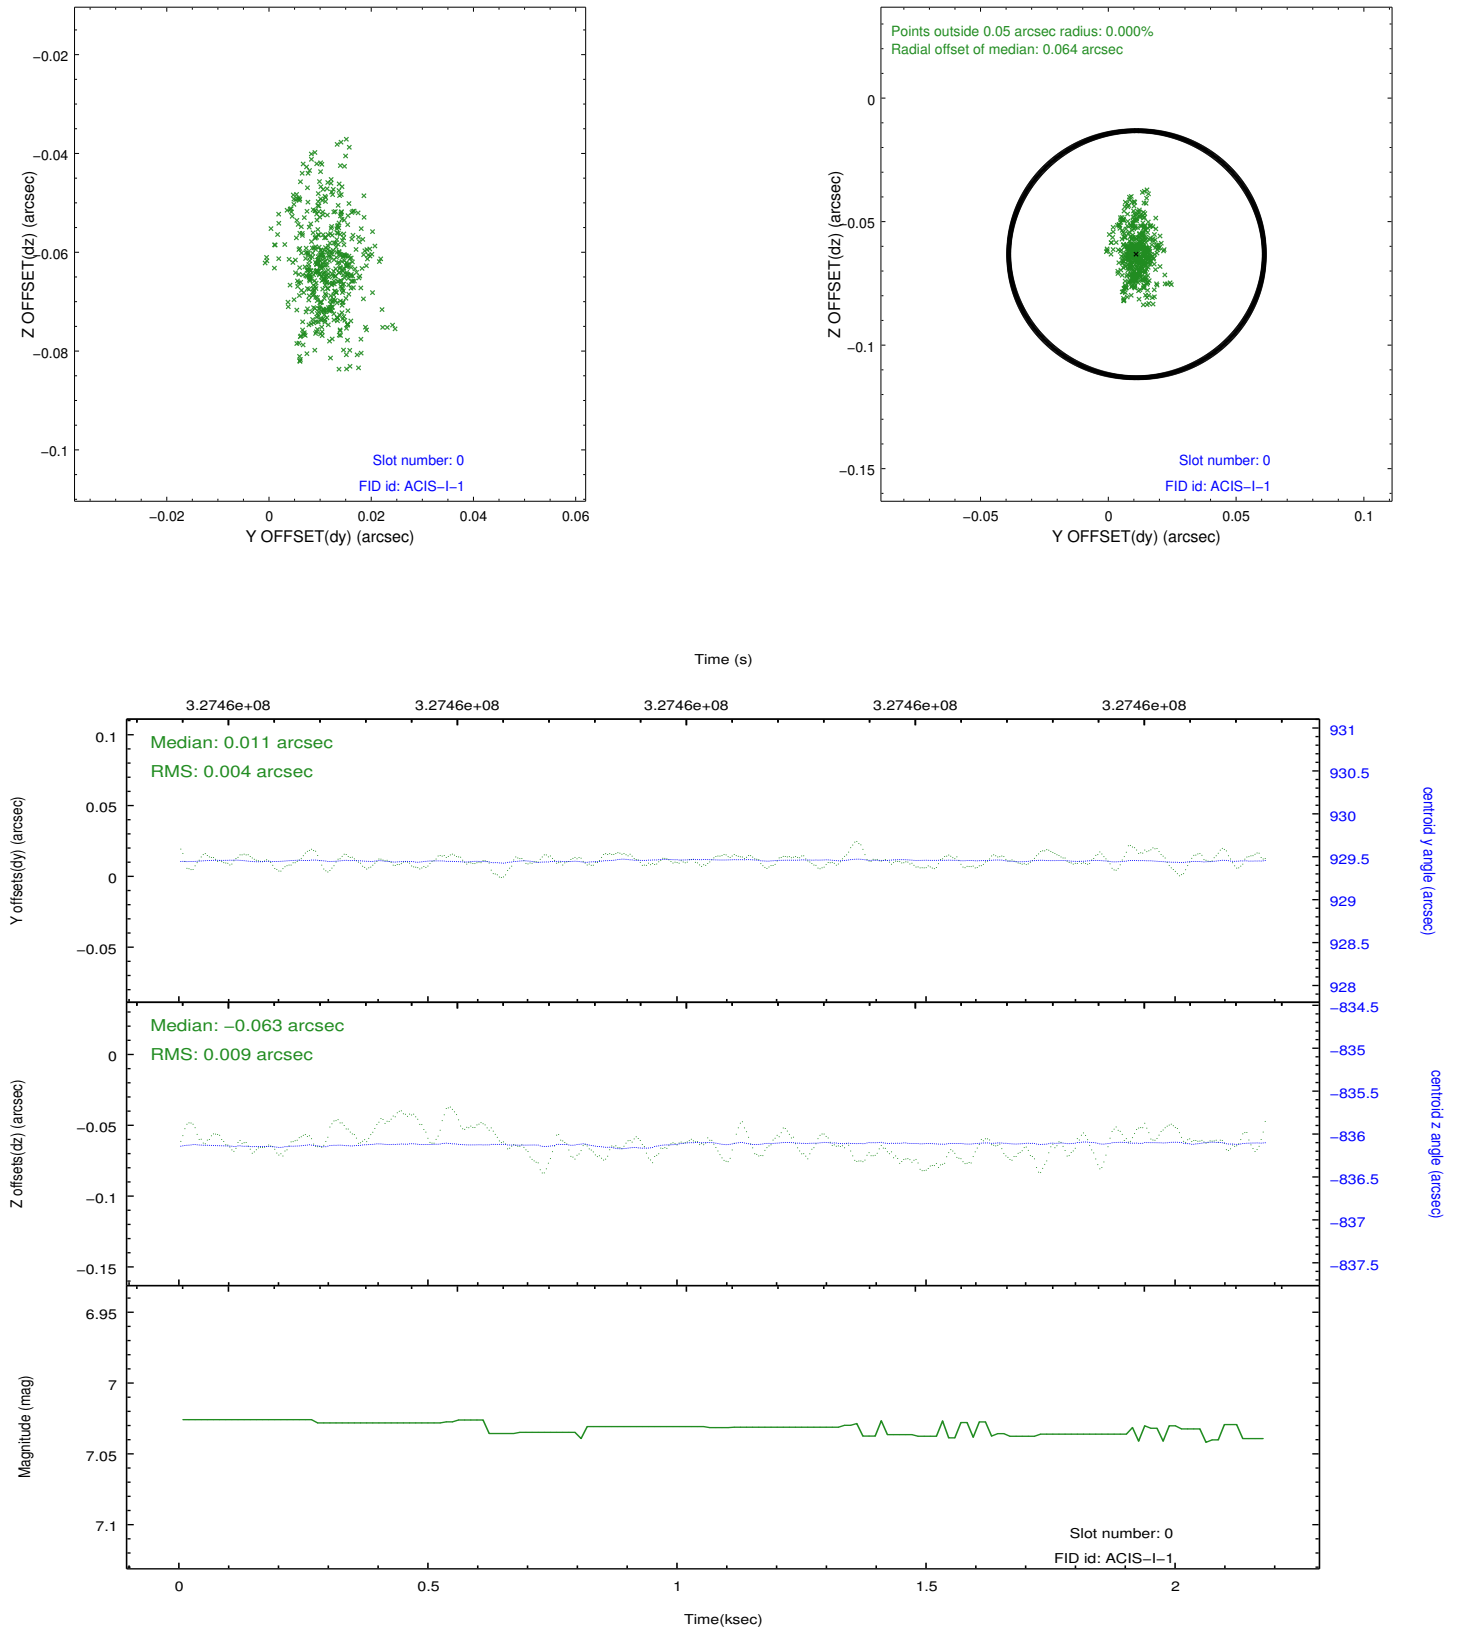 −0.02
−0.04
−0.06
−0.08
−0.1
Z OFFSET(dz) (arcsec)
Slot number: 0
FID id: ACIS−I−1
−0.02 0 0.02 0.04 0.06
Y OFFSET(dy) (arcsec)
Points outside 0.05 arcsec radius: 0.000%
Radial offset of median: 0.064 arcsec
0
−0.05
−0.1
−0.15
Z OFFSET(dz) (arcsec)
Slot number: 0
FID id: ACIS−I−1
−0.05 0 0.05 0.1
Y OFFSET(dy) (arcsec)
Time (s)
3.2746e+08 3.2746e+08 3.2746e+08 3.2746e+08 3.2746e+08
Median: 0.011 arcsec
RMS: 0.004 arcsec
0.1
0.05
0
−0.05
Y offsets(dy) (arcsec)
931
930.5
930
929.5
929
928.5
928
centroid y angle (arcsec)
Median: −0.063 arcsec
RMS: 0.009 arcsec
0
−0.05
−0.1
−0.15
Z offsets(dz) (arcsec)
−834.5
−835
−835.5
−836
−836.5
−837
−837.5
centroid z angle (arcsec)
6.95
7
7.05
7.1
Magnitude (mag)
Slot number: 0
FID id: ACIS−I−1
0 0.5 1 1.5 2
Time(ksec)